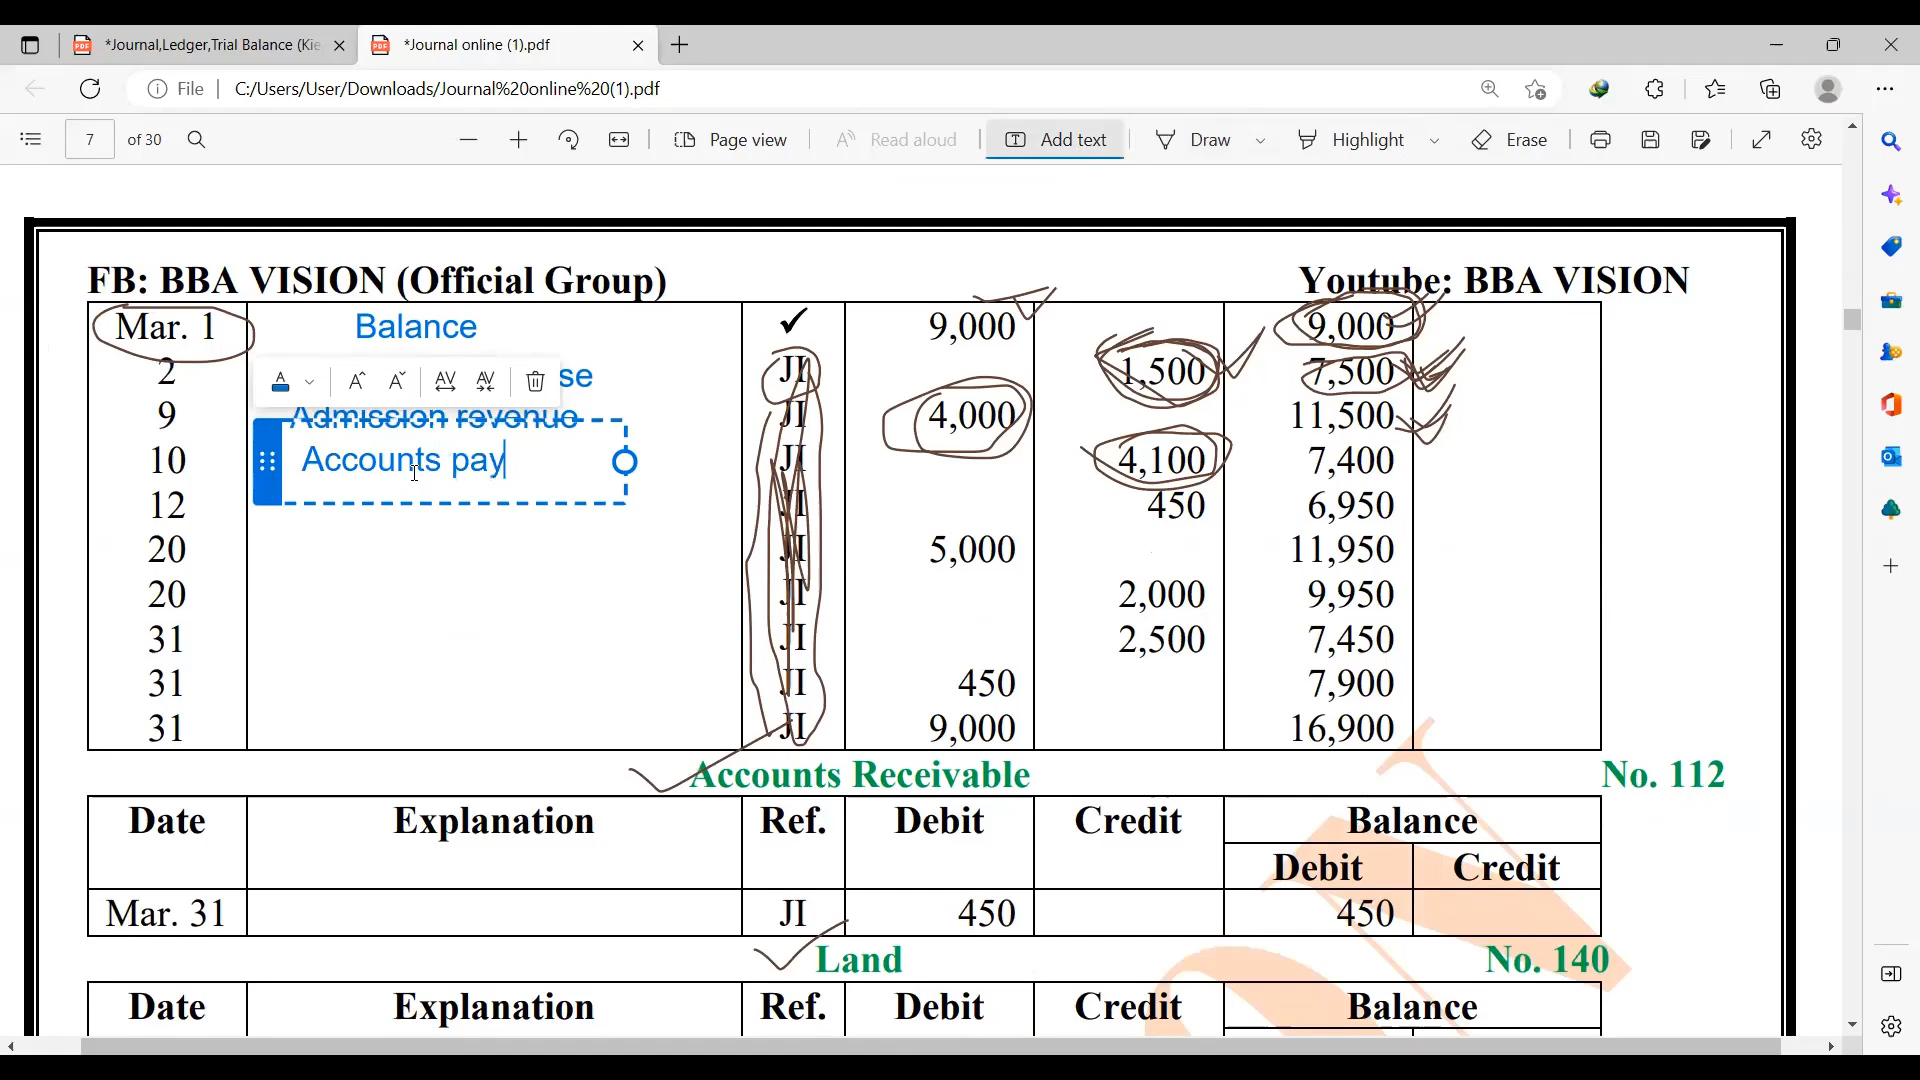 *Journal,Ledger,Trial Balance (Kie
*Journal online (1).pdf
File C:/Users/User/Downloads/Journal%20online%20(1).pdf
7 of 30 Page view Read aloud Add text Draw Highlight Erase
FB: BBA VISION (Official Group) Youtube: BBA VISION
Mar. 1 Balance ✓ 9,000 9,000
2 se JI 1,500 7,500
9 Admission revenue JI 4,000 11,500
10 Accounts pay JI 4,100 7,400
12 JI 450 6,950
20 JI 5,000 11,950
20 JI 2,000 9,950
31 JI 2,500 7,450
31 JI 450 7,900
31 JI 9,000 16,900
Accounts Receivable No. 112
Date Explanation Ref. Debit Credit Balance
Debit Credit
Mar. 31 JI 450 450
Land No. 140
Date Explanation Ref. Debit Credit Balance